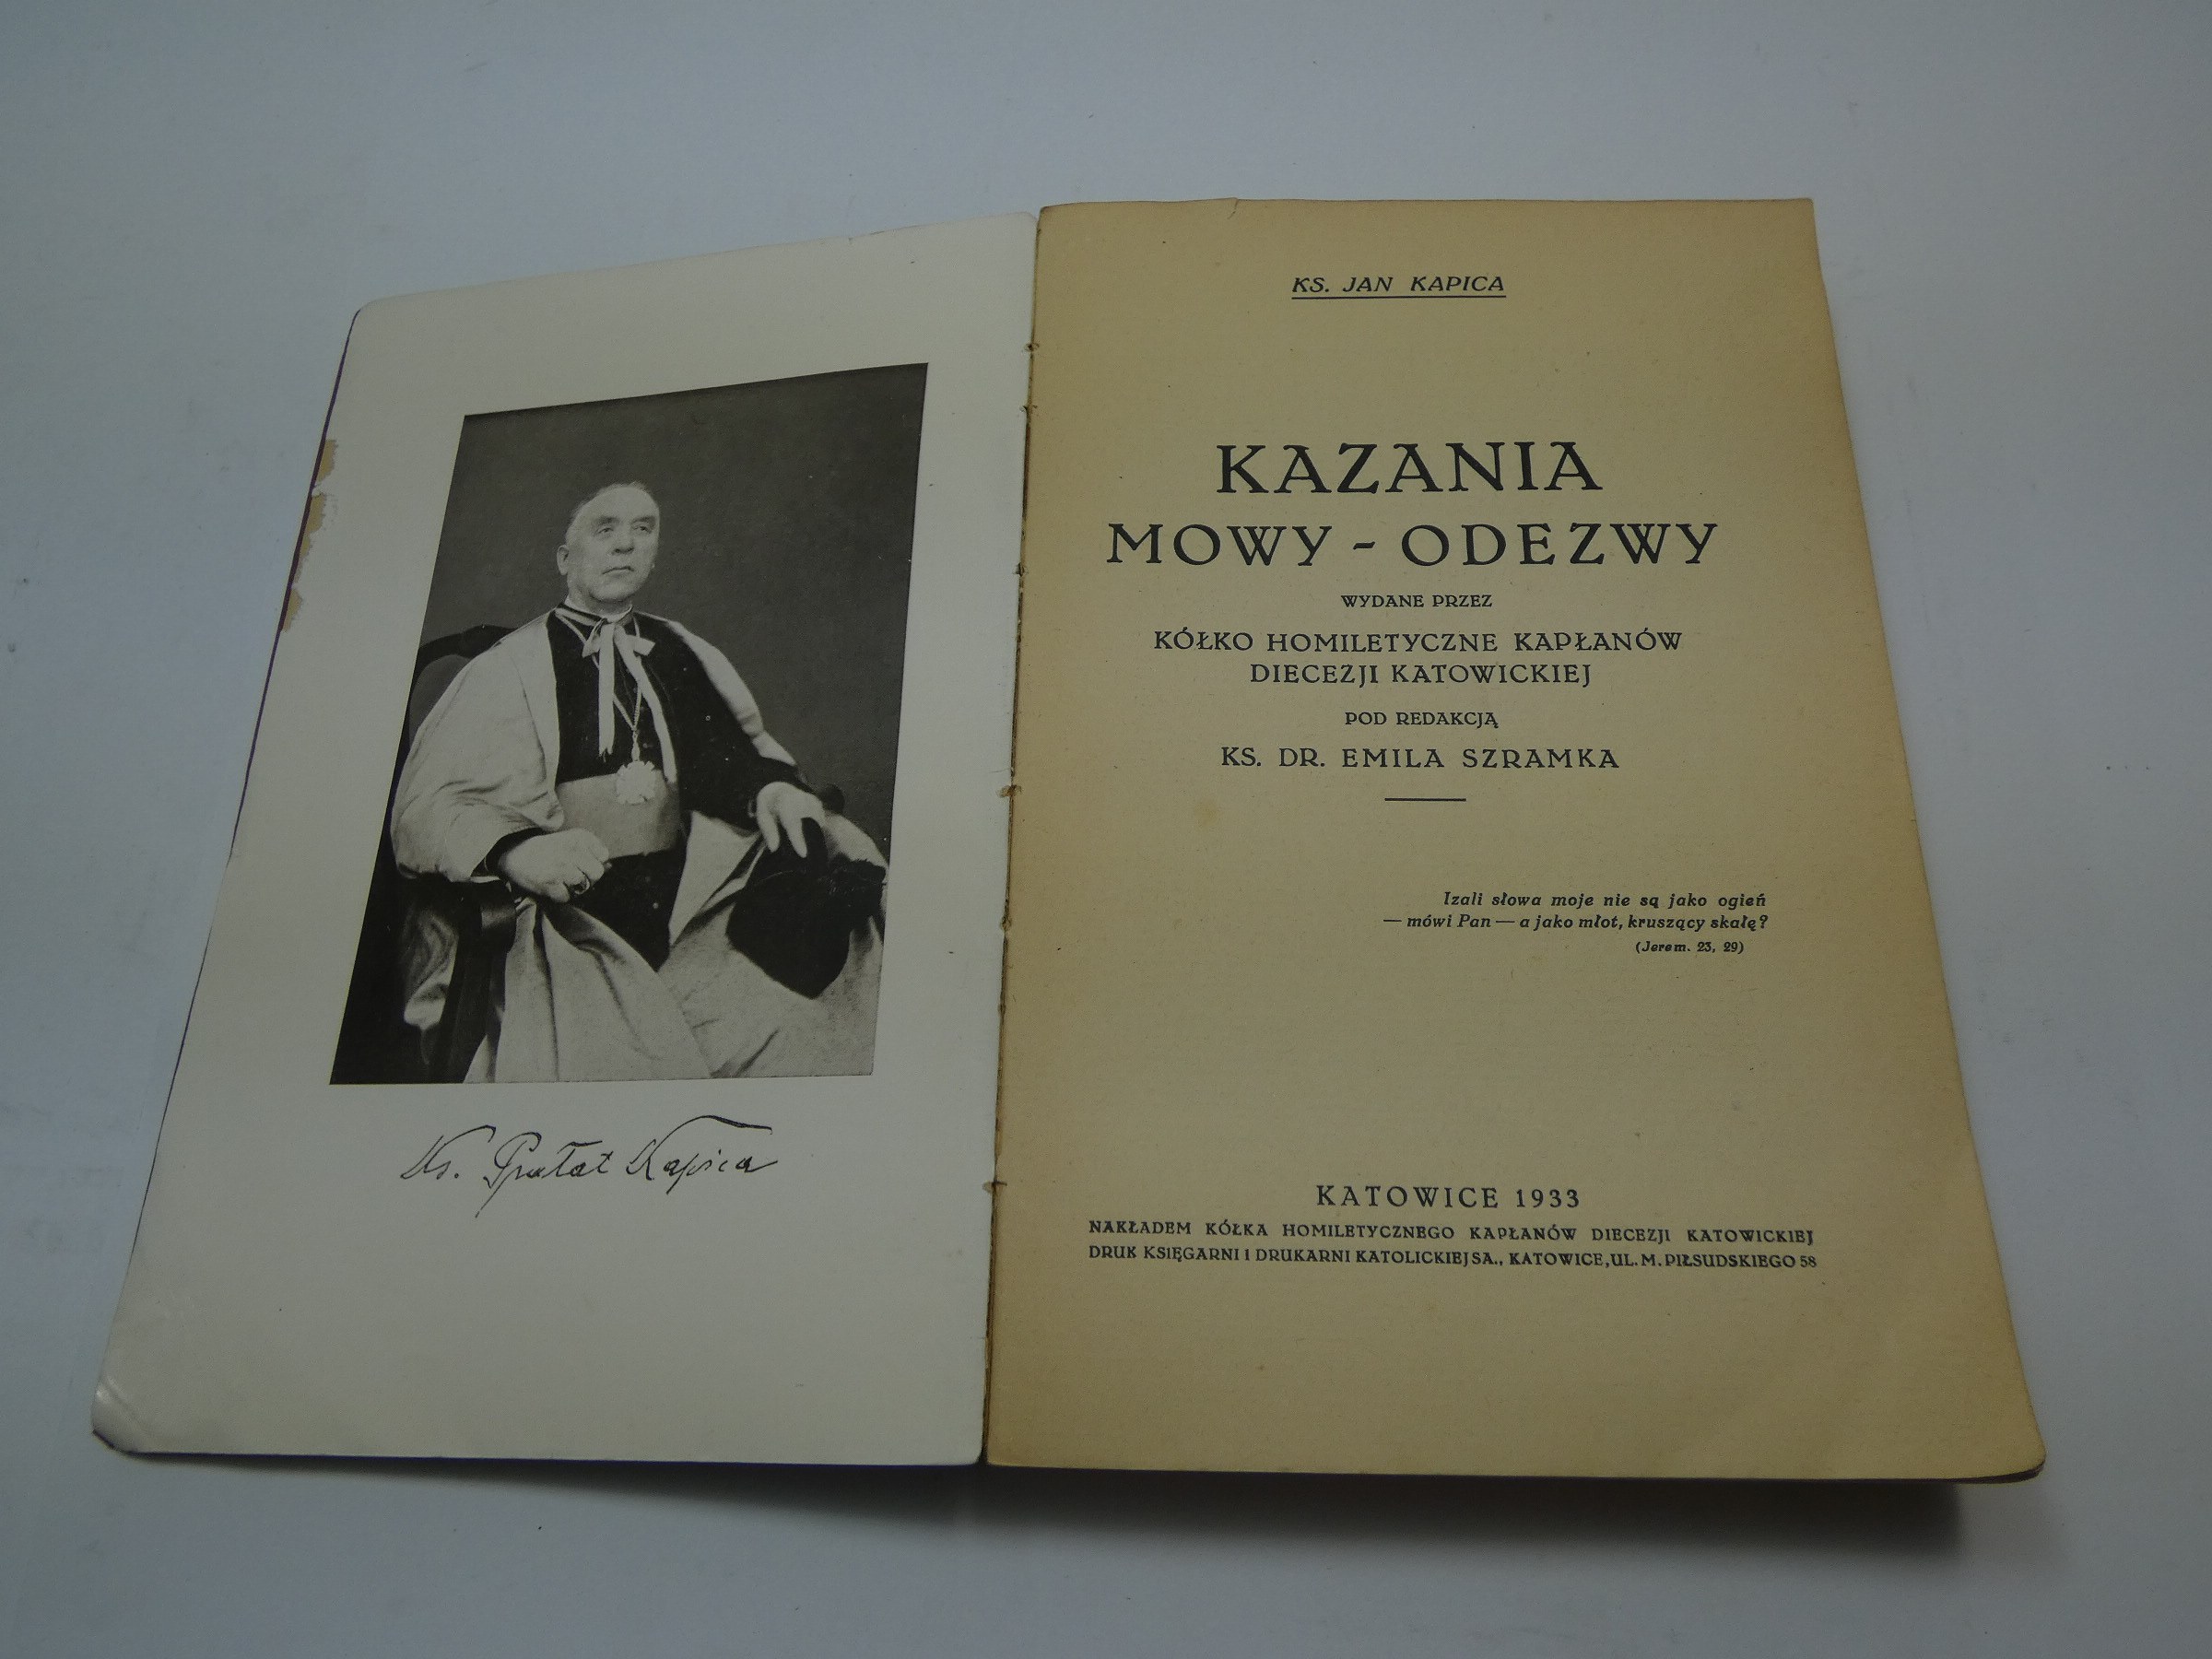 Ks. Prałat Kapica
KS. JAN KAPICA
KAZANIA
MOWY - ODEZWY
WYDANE PRZEZ
KÓŁKO HOMILETYCZNE KAPŁANÓW
DIECEZJI KATOWICKIEJ
POD REDAKCJĄ
KS. DR. EMILA SZRAMKA
Izali słowa moje nie są jako ogień
— mówi Pan — a jako młot, kruszący skałę?
(Jerem. 23, 29)
KATOWICE 1933
NAKŁADEM KÓŁKA HOMILETYCZNEGO KAPŁANÓW DIECEZJI KATOWICKIEJ
DRUK KSIĘGARNI I DRUKARNI KATOLICKIEJ SA., KATOWICE, UL. M. PIŁSUDSKIEGO 58